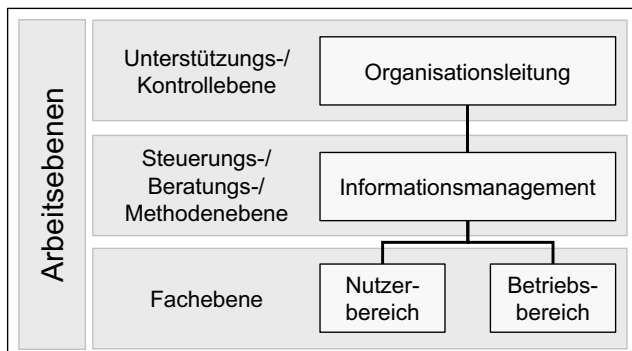 Arbeitsebenen
Unterstützungs-/
Kontrollebene
Organisationsleitung
Steuerungs-/
Beratungs-/
Methodenebene
Informationsmanagement
Fachebene
Nutzer-
bereich
Betriebs-
bereich